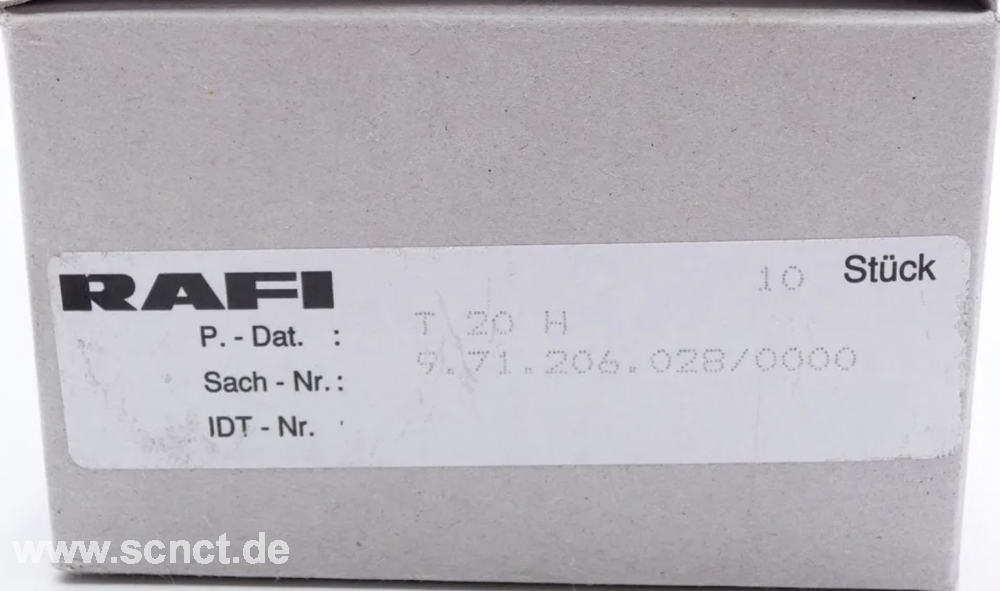 RAFI
10 Stück
P. - Dat. : T 20 H
Sach - Nr.: 9.71.206.028/0000
IDT - Nr.
www.scnct.de